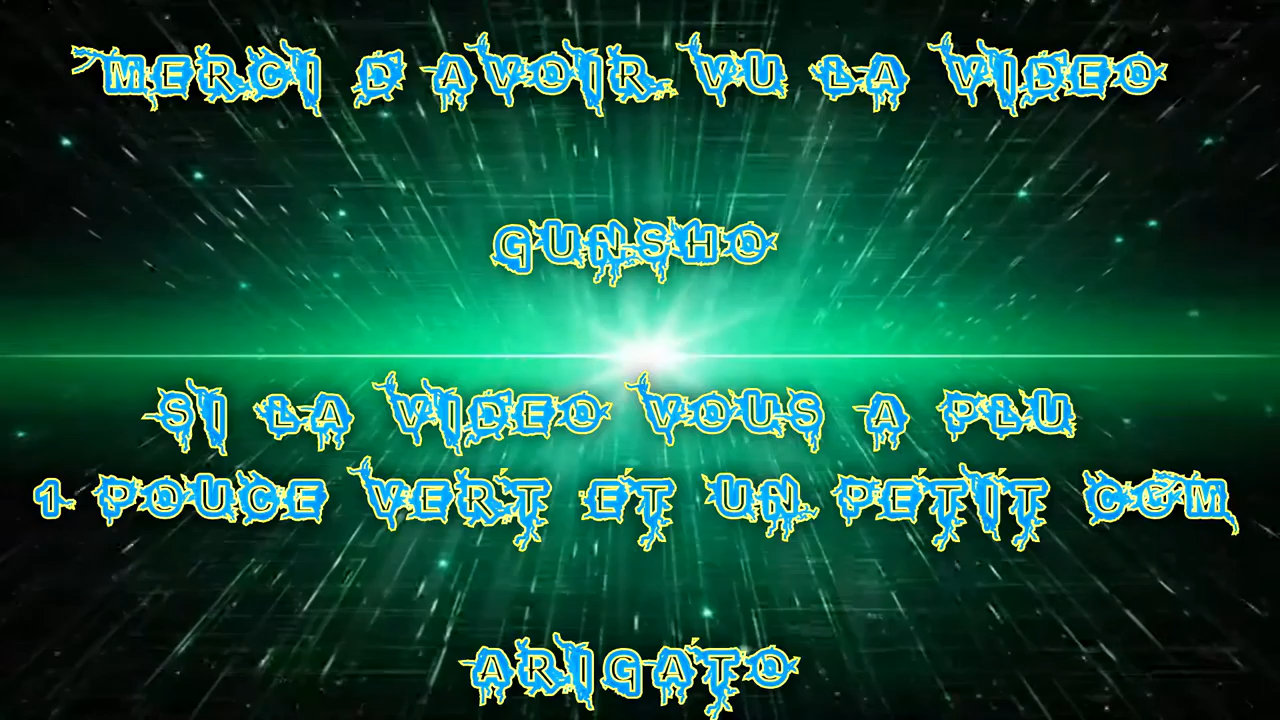 MERCI D AVOIR VU LA VIDEO
GUNSHO
SI LA VIDEO VOUS A PLU
1 POUCE VERT ET UN PETIT COM
ARIGATO